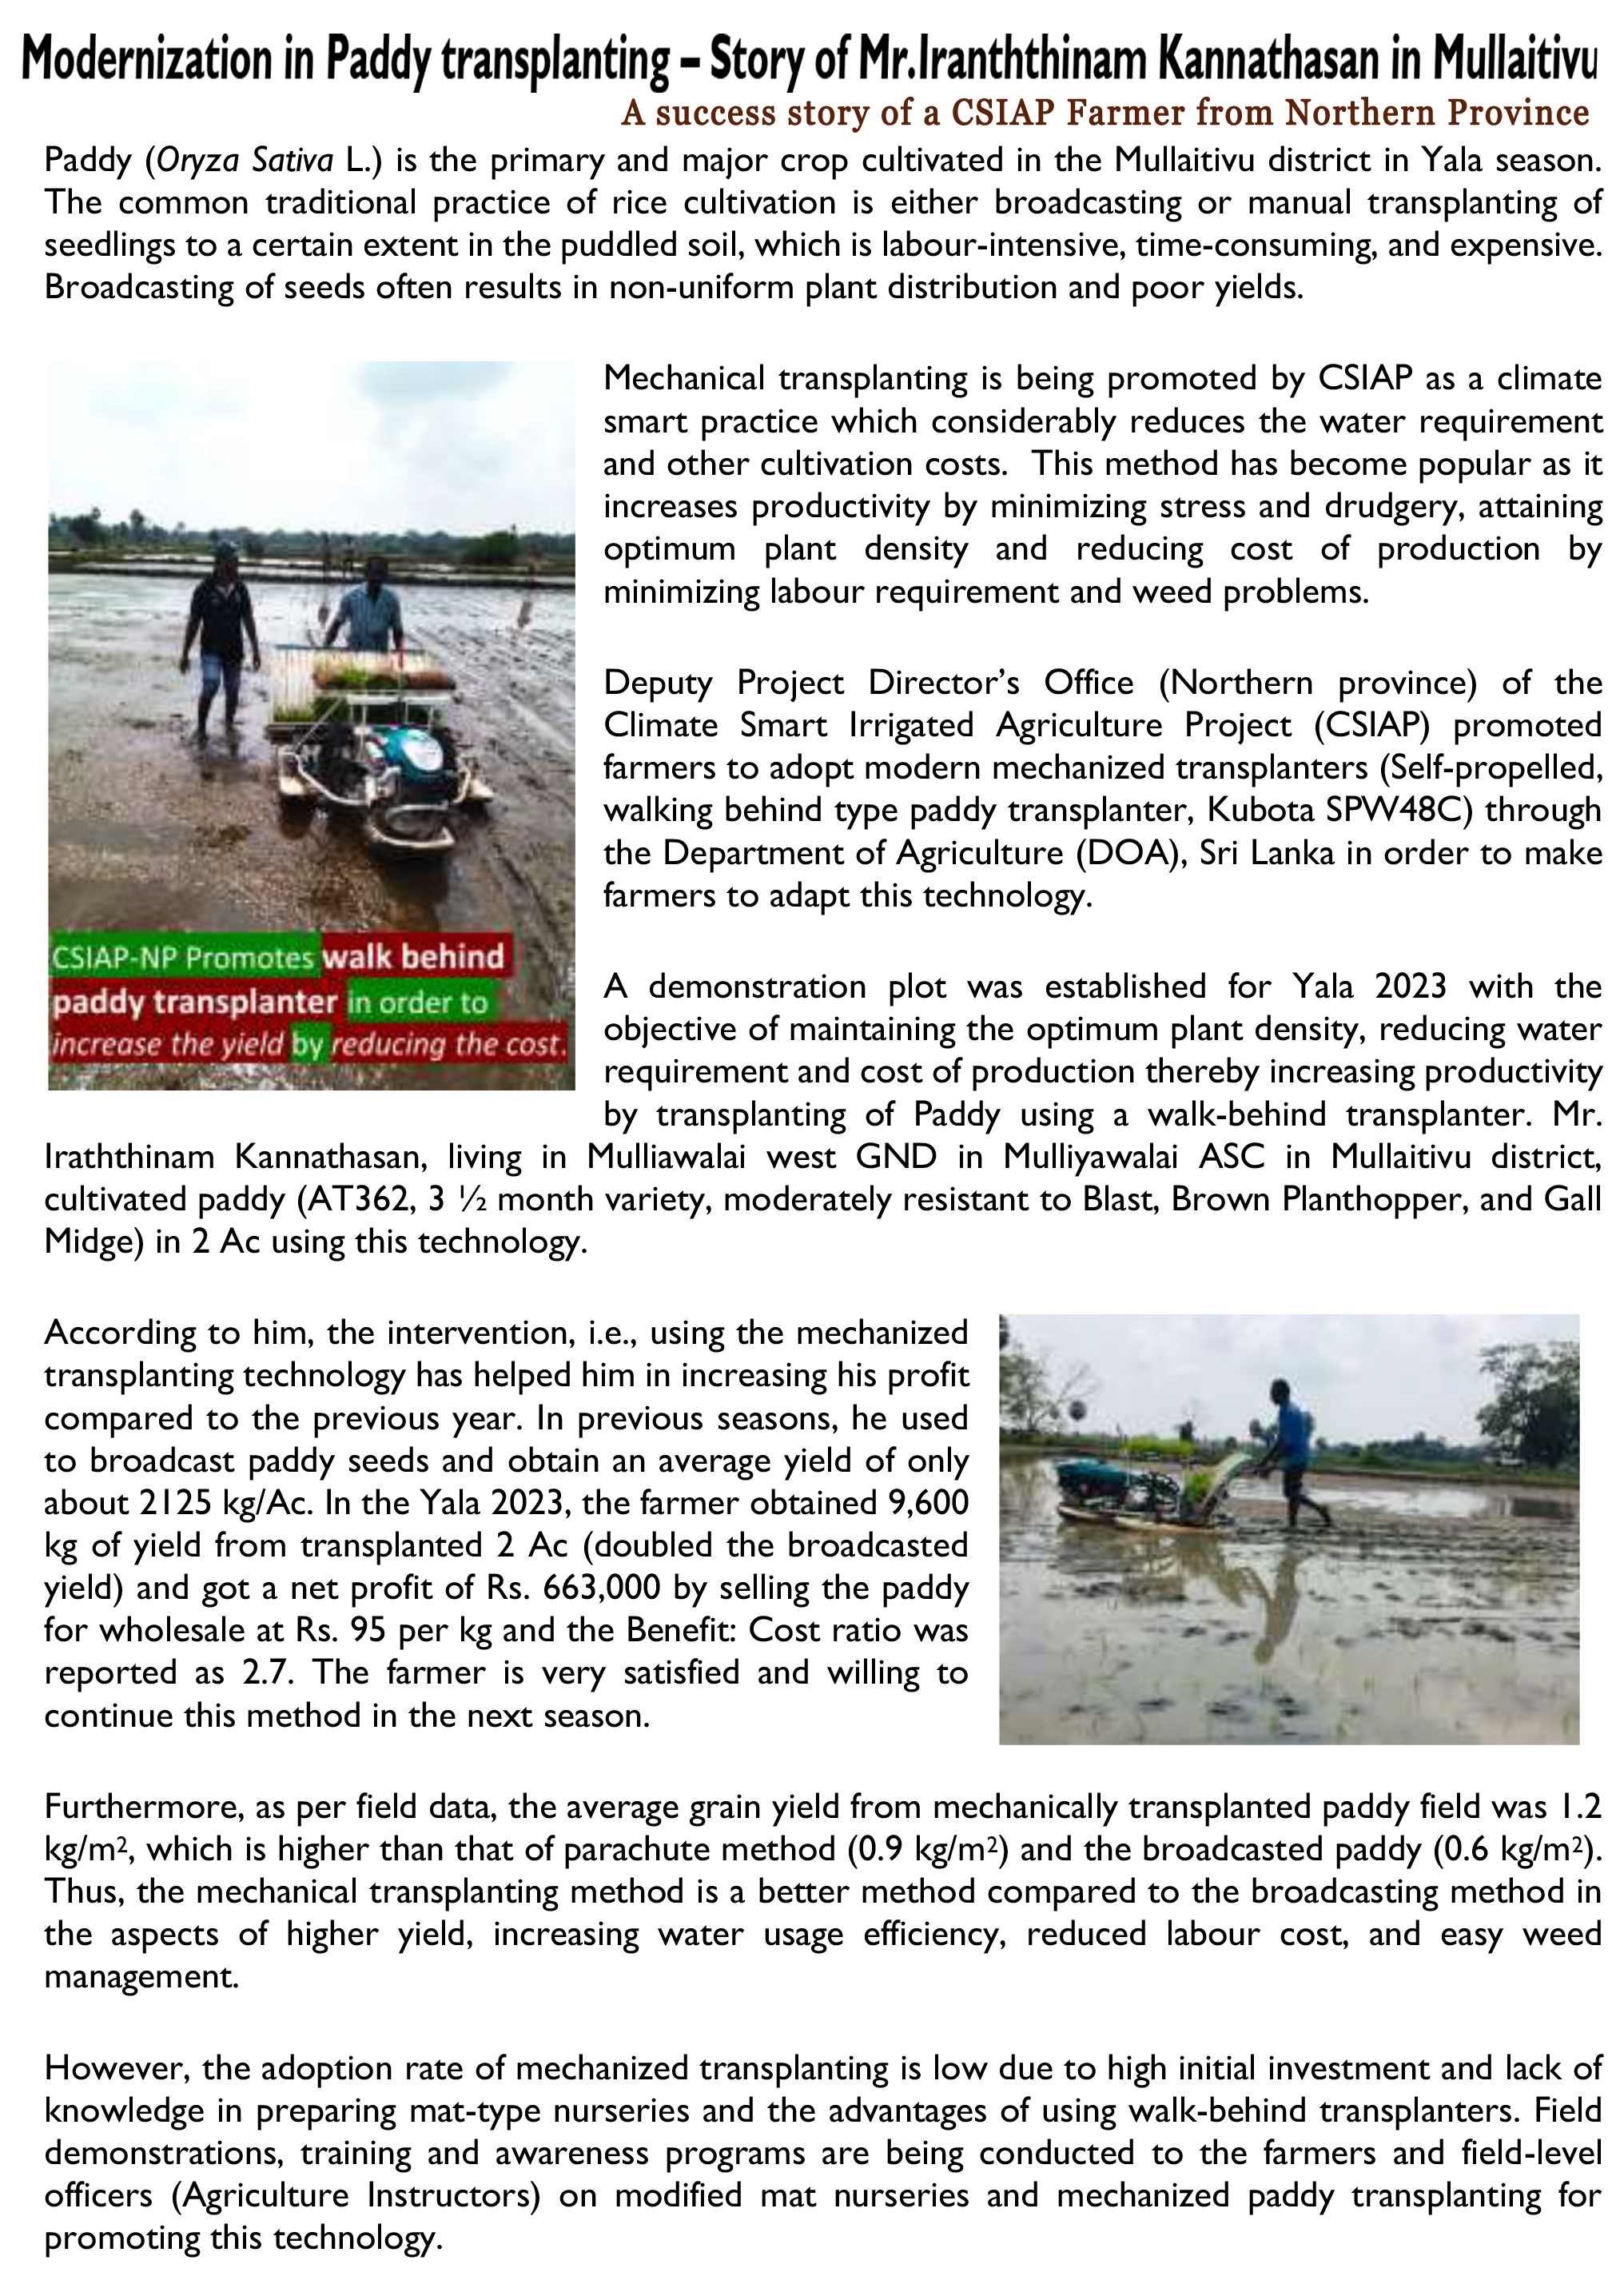 Modernization in Paddy transplanting – Story of Mr.Iranththinam Kannathasan in Mullaitivu
A success story of a CSIAP Farmer from Northern Province
Paddy (Oryza Sativa L.) is the primary and major crop cultivated in the Mullaitivu district in Yala season.
The common traditional practice of rice cultivation is either broadcasting or manual transplanting of
seedlings to a certain extent in the puddled soil, which is labour-intensive, time-consuming, and expensive.
Broadcasting of seeds often results in non-uniform plant distribution and poor yields.
Mechanical transplanting is being promoted by CSIAP as a climate
smart practice which considerably reduces the water requirement
and other cultivation costs. This method has become popular as it
increases productivity by minimizing stress and drudgery, attaining
optimum plant density and reducing cost of production by
minimizing labour requirement and weed problems.
Deputy Project Director’s Office (Northern province) of the
Climate Smart Irrigated Agriculture Project (CSIAP) promoted
farmers to adopt modern mechanized transplanters (Self-propelled,
walking behind type paddy transplanter, Kubota SPW48C) through
the Department of Agriculture (DOA), Sri Lanka in order to make
farmers to adapt this technology.
CSIAP-NP Promotes walk behind
paddy transplanter in order to
increase the yield by reducing the cost.
A demonstration plot was established for Yala 2023 with the
objective of maintaining the optimum plant density, reducing water
requirement and cost of production thereby increasing productivity
by transplanting of Paddy using a walk-behind transplanter. Mr.
Iraththinam Kannathasan, living in Mulliawalai west GND in Mulliyawalai ASC in Mullaitivu district,
cultivated paddy (AT362, 3 ½ month variety, moderately resistant to Blast, Brown Planthopper, and Gall
Midge) in 2 Ac using this technology.
According to him, the intervention, i.e., using the mechanized
transplanting technology has helped him in increasing his profit
compared to the previous year. In previous seasons, he used
to broadcast paddy seeds and obtain an average yield of only
about 2125 kg/Ac. In the Yala 2023, the farmer obtained 9,600
kg of yield from transplanted 2 Ac (doubled the broadcasted
yield) and got a net profit of Rs. 663,000 by selling the paddy
for wholesale at Rs. 95 per kg and the Benefit: Cost ratio was
reported as 2.7. The farmer is very satisfied and willing to
continue this method in the next season.
Furthermore, as per field data, the average grain yield from mechanically transplanted paddy field was 1.2
kg/m², which is higher than that of parachute method (0.9 kg/m²) and the broadcasted paddy (0.6 kg/m²).
Thus, the mechanical transplanting method is a better method compared to the broadcasting method in
the aspects of higher yield, increasing water usage efficiency, reduced labour cost, and easy weed
management.
However, the adoption rate of mechanized transplanting is low due to high initial investment and lack of
knowledge in preparing mat-type nurseries and the advantages of using walk-behind transplanters. Field
demonstrations, training and awareness programs are being conducted to the farmers and field-level
officers (Agriculture Instructors) on modified mat nurseries and mechanized paddy transplanting for
promoting this technology.